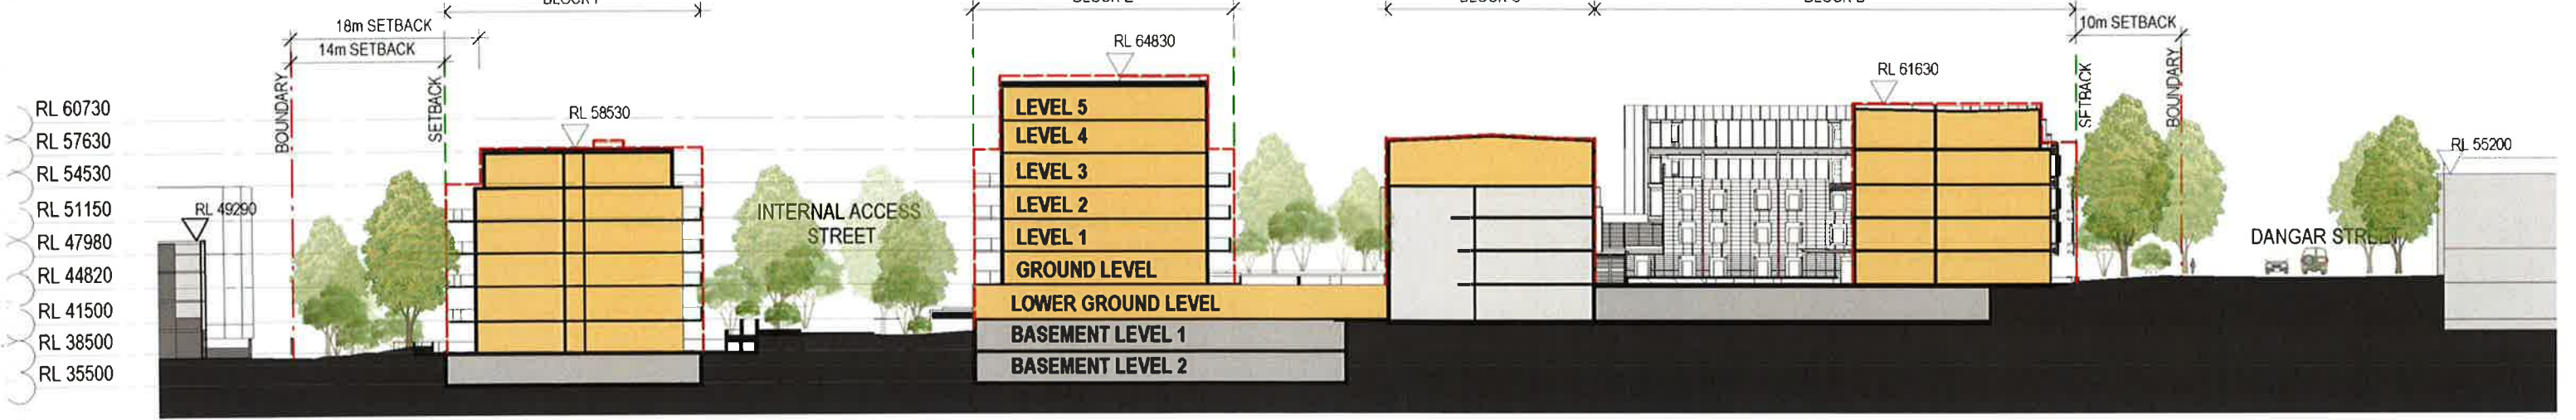 18m SETBACK
14m SETBACK
10m SETBACK
BOUNDARY
SETBACK
SETBACK
BOUNDARY
RL 64830
RL 61630
RL 58530
RL 55200
RL 49290
RL 60730
RL 57630
RL 54530
RL 51150
RL 47980
RL 44820
RL 41500
RL 38500
RL 35500
INTERNAL ACCESS
STREET
LEVEL 5
LEVEL 4
LEVEL 3
LEVEL 2
LEVEL 1
GROUND LEVEL
LOWER GROUND LEVEL
BASEMENT LEVEL 1
BASEMENT LEVEL 2
DANGAR STREET